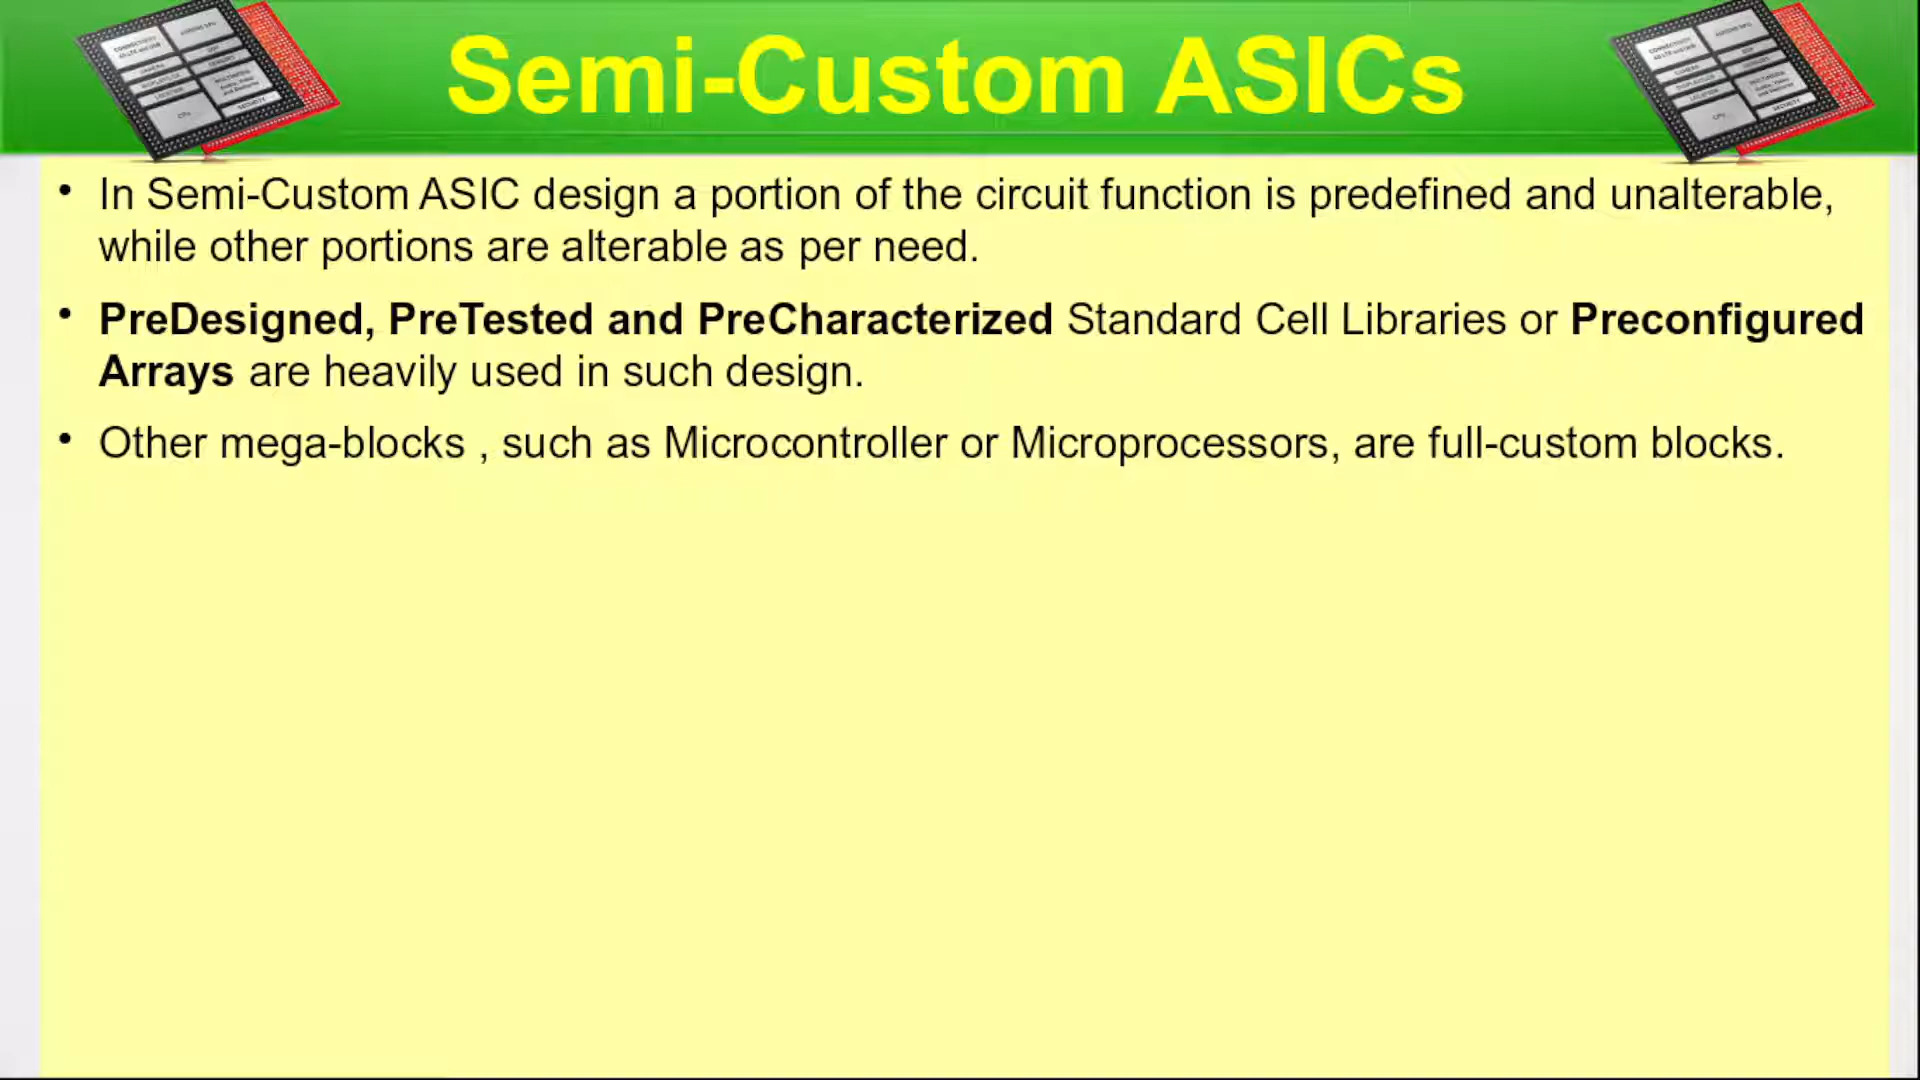 Semi-Custom ASICs
• In Semi-Custom ASIC design a portion of the circuit function is predefined and unalterable,
while other portions are alterable as per need.
• PreDesigned, PreTested and PreCharacterized Standard Cell Libraries or Preconfigured
Arrays are heavily used in such design.
• Other mega-blocks , such as Microcontroller or Microprocessors, are full-custom blocks.